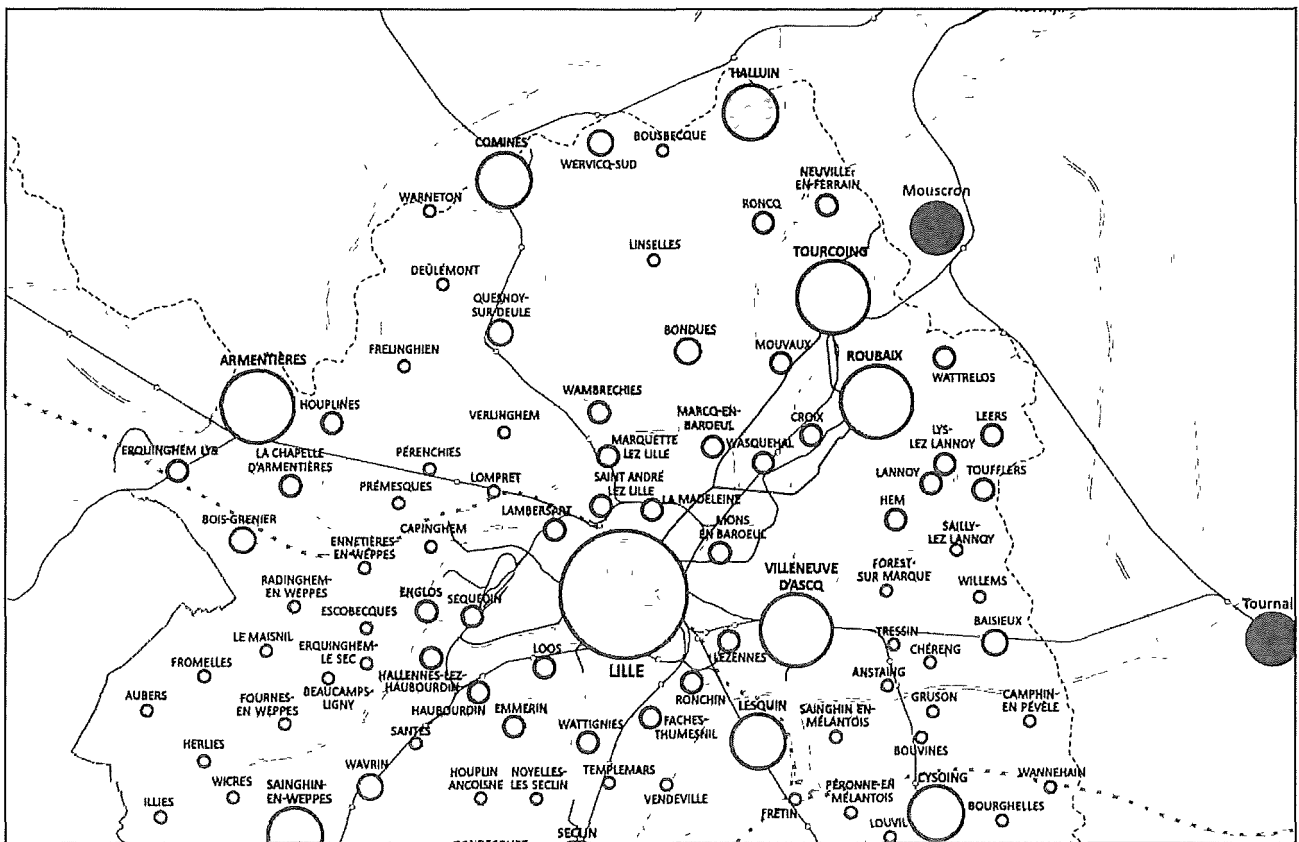 HALLUIN
COMINES
WERVICQ-SUD
BOUSBECQUE
WARNETON
NEUVILLE-
EN-FERRAIN
RONCQ
Mouscron
LINSELLES
TOURCOING
DEÛLÉMONT
QUESNOY-
SUR-DEULE
BONDUES
MOUVAUX
ROUBAIX
WATTRELOS
FRELINGHIEN
ARMENTIÈRES
HOUPLINES
WAMBRECHIES
VERLINGHEM
MARCQ-EN-
BAROEUL
CROIX
LEERS
LYS-
LEZ LANNOY
ERQUINGHEM LYS
LA CHAPELLE
D'ARMENTIÈRES
PÉRENCHIES
MARQUETTE
LEZ LILLE
WASQUEHAL
LANNOY
TOUFFLERS
PRÉMESQUES
LOMPRET
SAINT ANDRÉ
LEZ LILLE
LA MADELEINE
HEM
LAMBERSART
BOIS-GRENIER
CAPINGHEM
MONS
EN BAROEUL
SAILLY-
LEZ LANNOY
ENNETIÈRES-
EN-WEPPES
VILLENEUVE
D'ASCQ
FOREST-
SUR MARQUE
WILLEMS
RADINGHEM-
EN WEPPES
ENGLOS
SEQUEDIN
ESCOBECQUES
Tournai
BAISIEUX
TRESSIN
CHÉRENG
LE MAISNIL
ERQUINGHEM-
LE SEC
LOOS
LILLE
LEZENNES
FROMELLES
HALLENNES-LEZ-
HAUBOURDIN
ANSTAING
BEAUCAMPS-
LIGNY
AUBERS
FOURNES-
EN WEPPES
HAUBOURDIN
EMMERIN
RONCHIN
LESQUIN
SAINGHIN EN-
MÉLANTOIS
GRUSON
CAMPHIN
EN PÉVÈLE
WATTIGNIES
FACHES-
THUMESNIL
SANTES
BOUVINES
HERLIES
WAVRIN
HOUPLIN
ANCOISNE
NOYELLES-
LES SECLIN
TEMPLEMARS
VENDEVILLE
WICRES
SAINGHIN-
EN-WEPPES
ILLIES
FRETIN
PÉRONNE-EN
MÉLANTOIS
CYSOING
WANNEHAIN
BOURGHELLES
LOUVIL
SECLIN